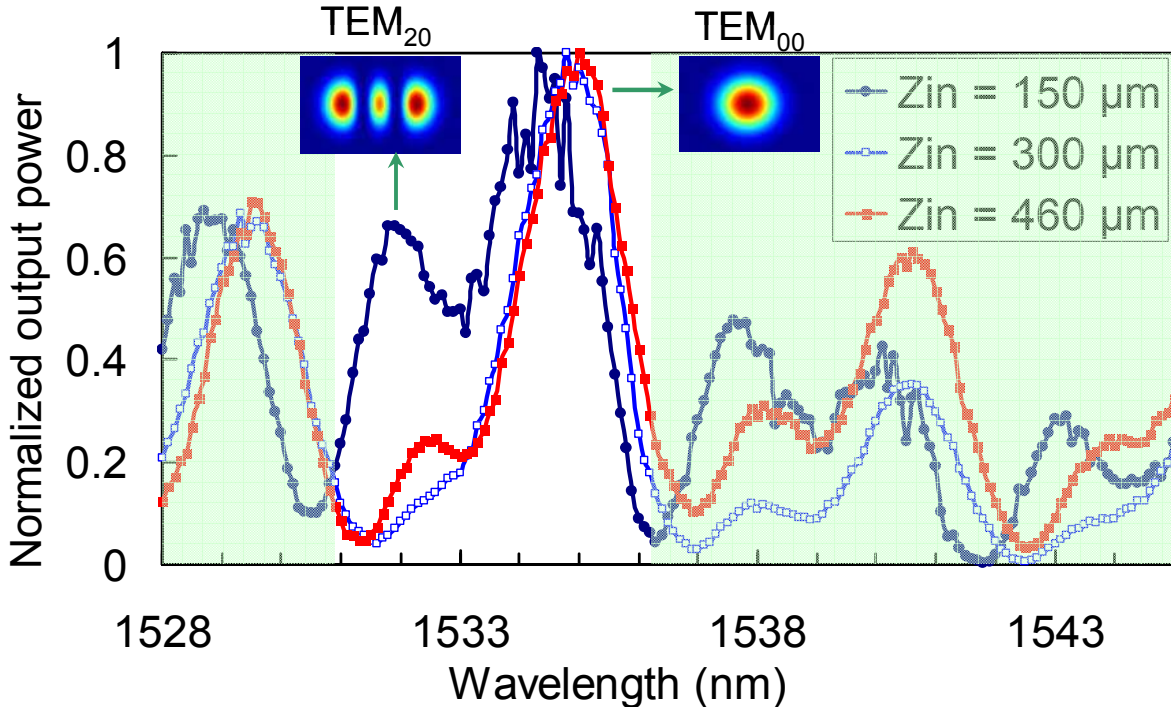 TEM₂₀
TEM₀₀
1
0.8
0.6
0.4
0.2
0
Normalized output power
Zin = 150 µm
Zin = 300 µm
Zin = 460 µm
1528
1533
1538
1543
Wavelength (nm)